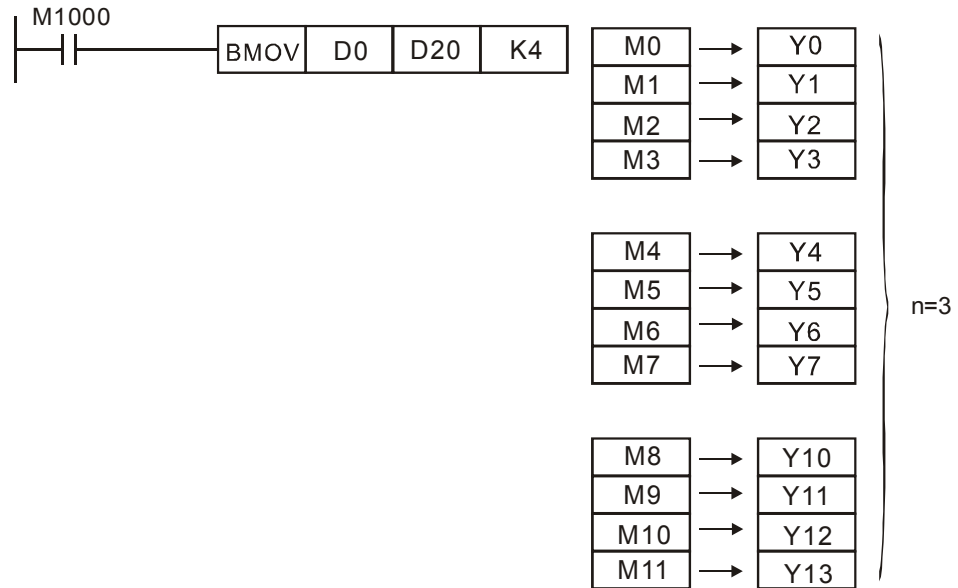 M1000
BMOV D0 D20 K4
M0 Y0
M1 Y1
M2 Y2
M3 Y3
M4 Y4
M5 Y5
M6 Y6
M7 Y7
n=3
M8 Y10
M9 Y11
M10 Y12
M11 Y13